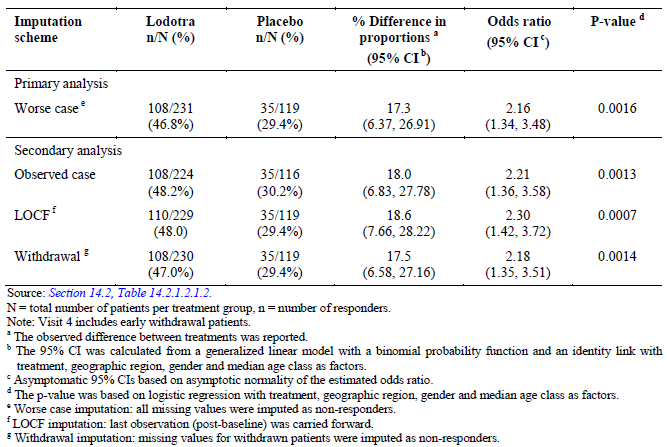 Imputation scheme Lodotra n/N (%) Placebo n/N (%) % Difference in proportions a (95% CI b) Odds ratio (95% CI c) P-value d
Primary analysis
Worse case e 108/231 35/119 17.3 2.16 0.0016
(46.8%) (29.4%) (6.37, 26.91) (1.34, 3.48)
Secondary analysis
Observed case 108/224 35/116 18.0 2.21 0.0013
(48.2%) (30.2%) (6.83, 27.78) (1.36, 3.58)
LOCF f 110/229 35/119 18.6 2.30 0.0007
(48.0) (29.4%) (7.66, 28.22) (1.42, 3.72)
Withdrawal g 108/230 35/119 17.5 2.18 0.0014
(47.0%) (29.4%) (6.58, 27.16) (1.35, 3.51)
Source: Section 14.2, Table 14.2.1.2.1.2.
N = total number of patients per treatment group, n = number of responders.
Note: Visit 4 includes early withdrawal patients.
a The observed difference between treatments was reported.
b The 95% CI was calculated from a generalized linear model with a binomial probability function and an identity link with
treatment, geographic region, gender and median age class as factors.
c Asymptotic 95% CIs based on asymptotic normality of the estimated odds ratio.
d The p-value was based on logistic regression with treatment, geographic region, gender and median age class as factors.
e Worse case imputation: all missing values were imputed as non-responders.
f LOCF imputation: last observation (post-baseline) was carried forward.
g Withdrawal imputation: missing values for withdrawn patients were imputed as non-responders.